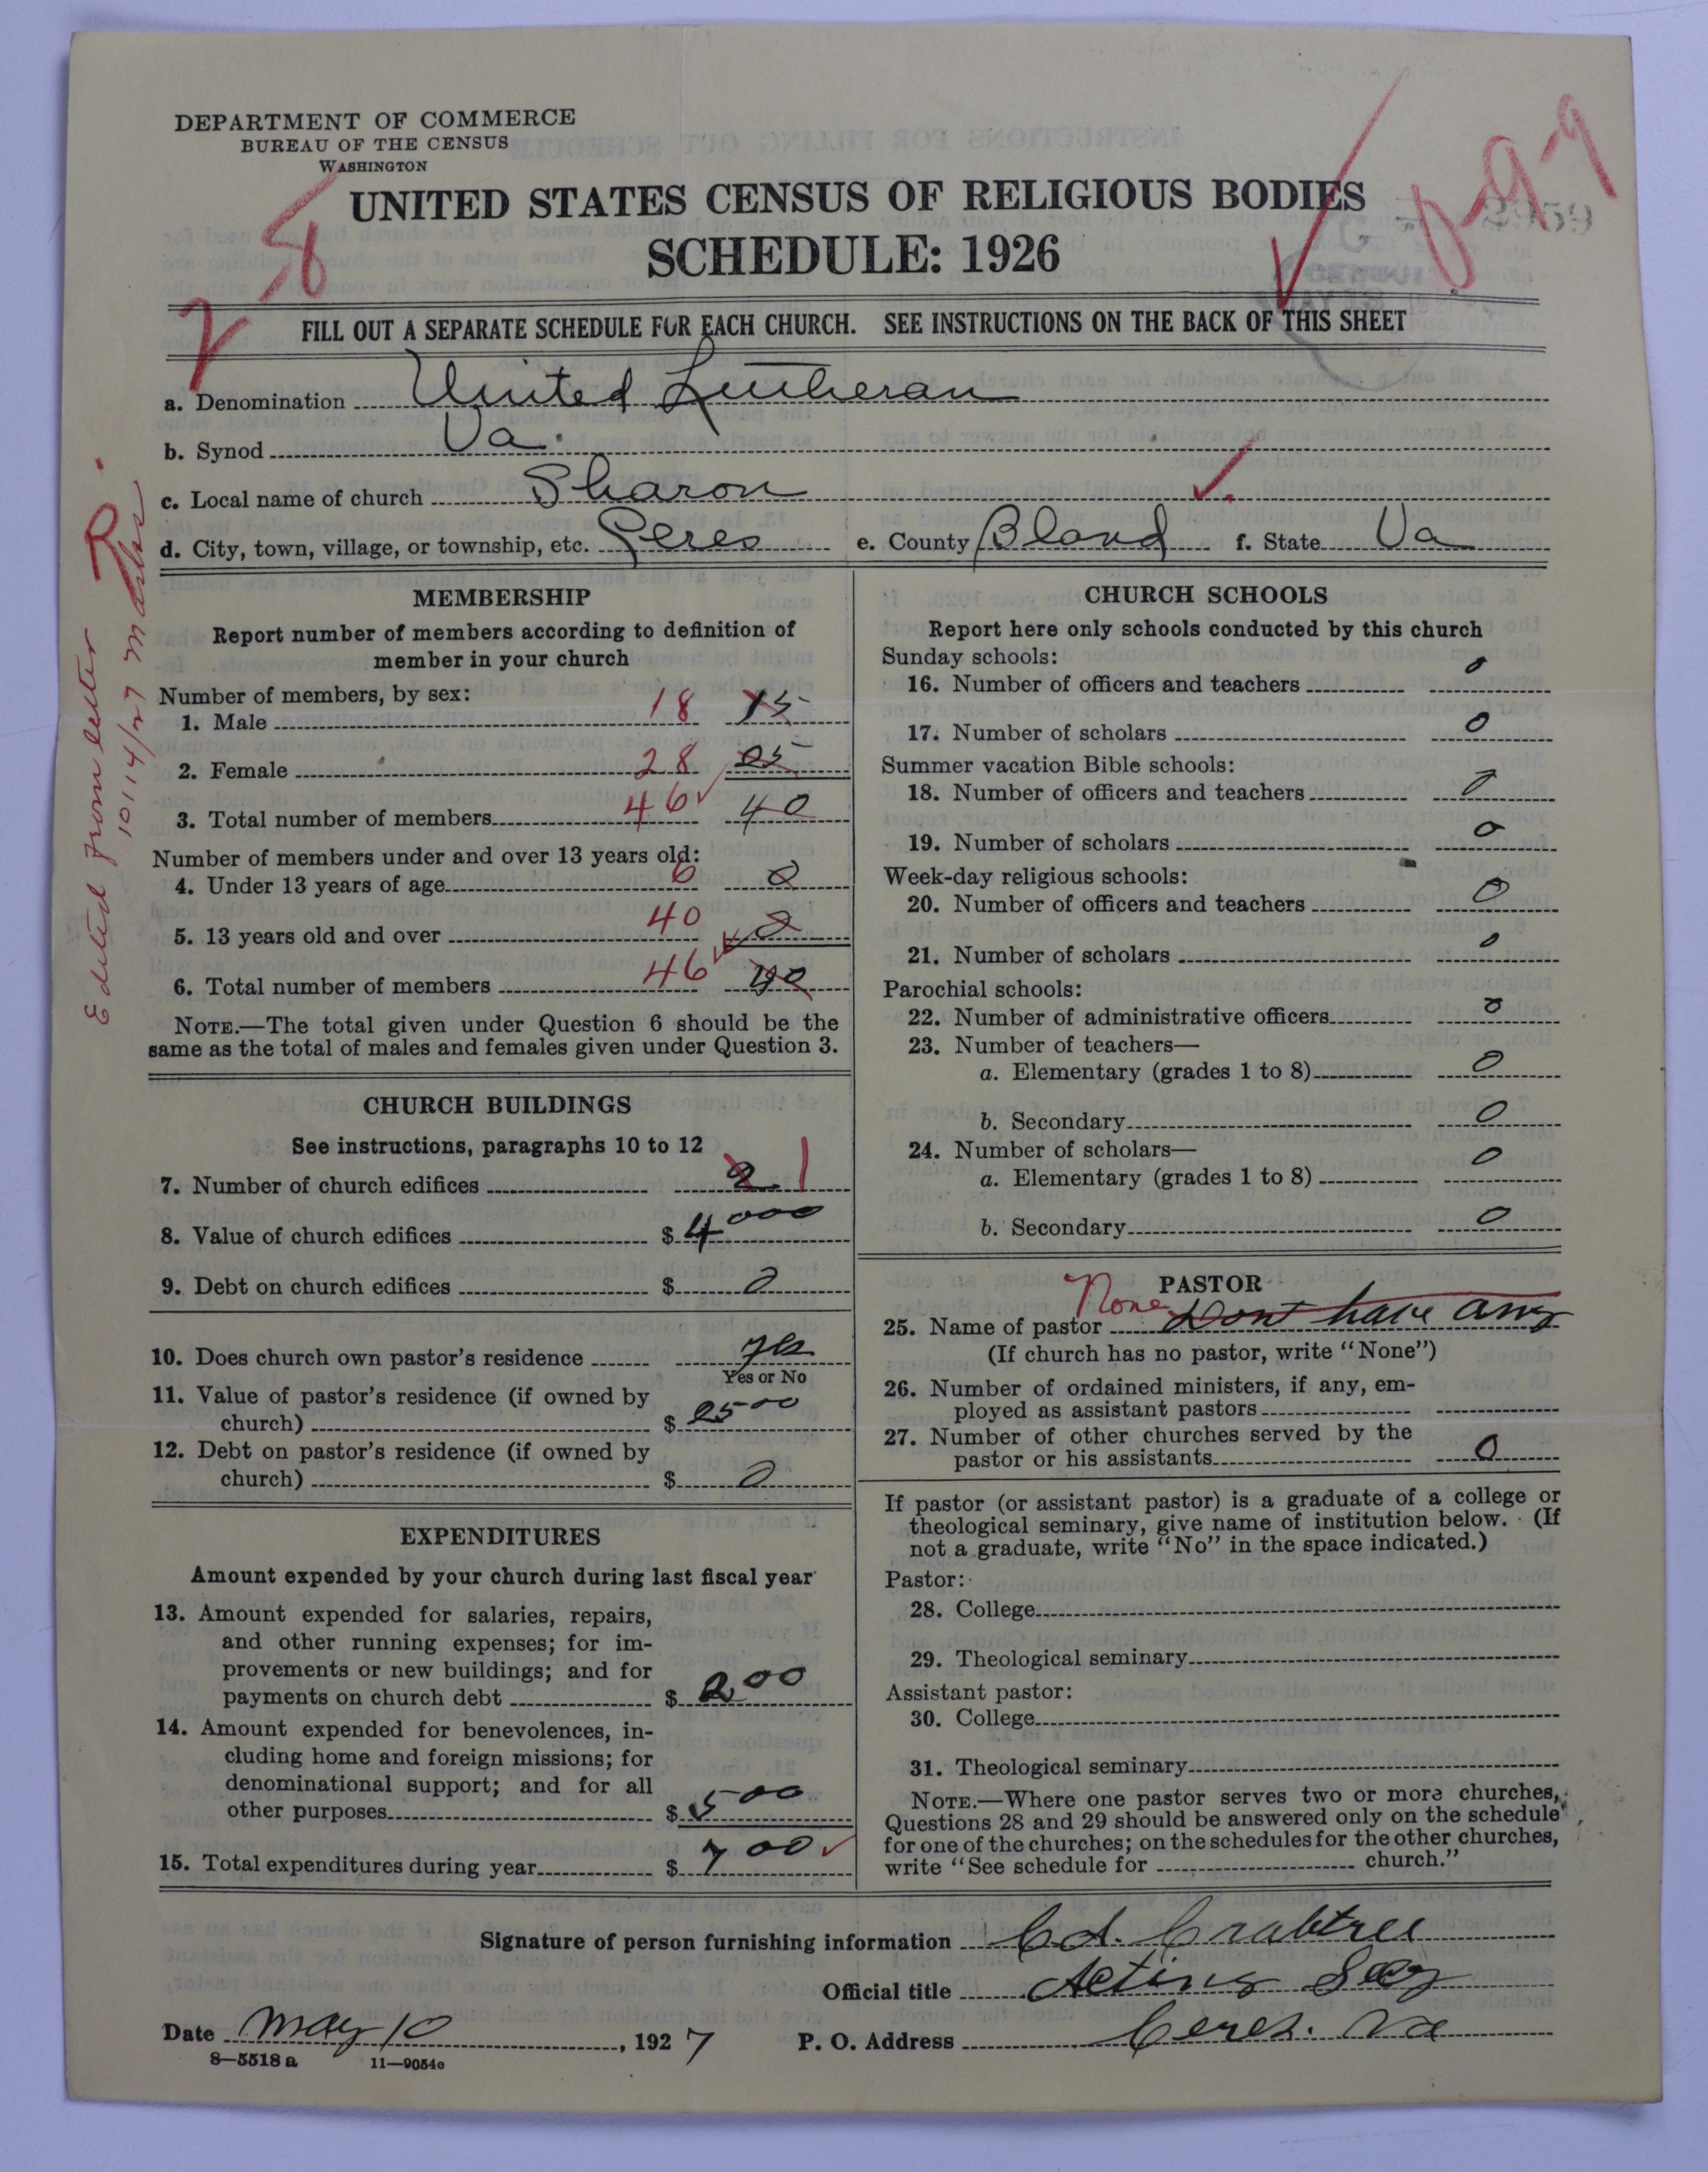 DEPARTMENT OF COMMERCE
BUREAU OF THE CENSUS
WASHINGTON
UNITED STATES CENSUS OF RELIGIOUS BODIES
SCHEDULE: 1926
2-8
8-9-9
2959
FILL OUT A SEPARATE SCHEDULE FOR EACH CHURCH. SEE INSTRUCTIONS ON THE BACK OF THIS SHEET
a. Denomination United Lutheran
b. Synod Va.
c. Local name of church Sharon
d. City, town, village, or township, etc. Ceres e. County Bland f. State Va
Edited from letter
10/14/27
MEMBERSHIP
Report number of members according to definition of
member in your church
Number of members, by sex:
1. Male 18 15
2. Female 28 25
3. Total number of members 46 40
Number of members under and over 13 years old:
4. Under 13 years of age 6 0
5. 13 years old and over 40 0
6. Total number of members 46 40
NOTE.—The total given under Question 6 should be the
same as the total of males and females given under Question 3.
CHURCH BUILDINGS
See instructions, paragraphs 10 to 12
7. Number of church edifices 2 1
8. Value of church edifices $ 4000
9. Debt on church edifices $ 0
10. Does church own pastor's residence yes
Yes or No
11. Value of pastor's residence (if owned by
church) $ 2500
12. Debt on pastor's residence (if owned by
church) $ 0
EXPENDITURES
Amount expended by your church during last fiscal year
13. Amount expended for salaries, repairs,
and other running expenses; for im-
provements or new buildings; and for
payments on church debt $ 200
14. Amount expended for benevolences, in-
cluding home and foreign missions; for
denominational support; and for all
other purposes $ 500
15. Total expenditures during year $ 700
CHURCH SCHOOLS
Report here only schools conducted by this church
Sunday schools:
16. Number of officers and teachers 0
17. Number of scholars 0
Summer vacation Bible schools:
18. Number of officers and teachers 0
19. Number of scholars 0
Week-day religious schools:
20. Number of officers and teachers 0
21. Number of scholars 0
Parochial schools:
22. Number of administrative officers 0
23. Number of teachers—
a. Elementary (grades 1 to 8) 0
b. Secondary 0
24. Number of scholars—
a. Elementary (grades 1 to 8) 0
b. Secondary 0
PASTOR
25. Name of pastor None Dont have any
(If church has no pastor, write "None")
26. Number of ordained ministers, if any, em-
ployed as assistant pastors
27. Number of other churches served by the
pastor or his assistants 0
If pastor (or assistant pastor) is a graduate of a college or
theological seminary, give name of institution below. (If
not a graduate, write "No" in the space indicated.)
Pastor:
28. College
29. Theological seminary
Assistant pastor:
30. College
31. Theological seminary
NOTE.—Where one pastor serves two or more churches,
Questions 28 and 29 should be answered only on the schedule
for one of the churches; on the schedules for the other churches,
write "See schedule for church."
Signature of person furnishing information Crabtree
Official title Acting Secy
Date May 10, 1927 P. O. Address Ceres. Va
8—5518 a 11—9054e